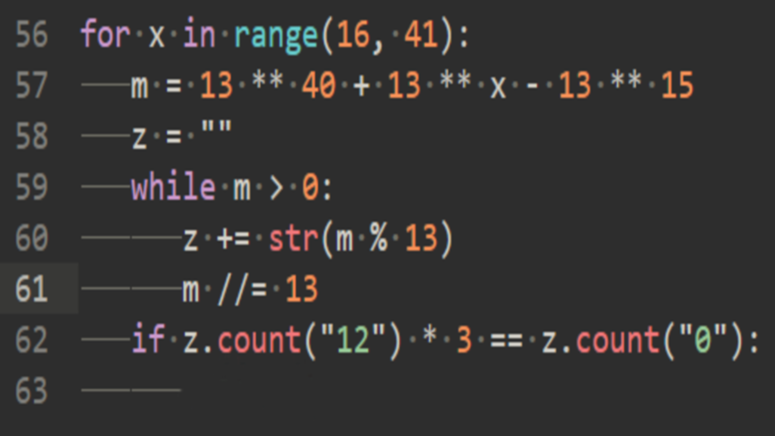 56 for x in range(16, 41):
57     m = 13 ** 40 + 13 ** x - 13 ** 15
58     z = ""
59     while m > 0:
60         z += str(m % 13)
61         m //= 13
62     if z.count("12") * 3 == z.count("0"):
63